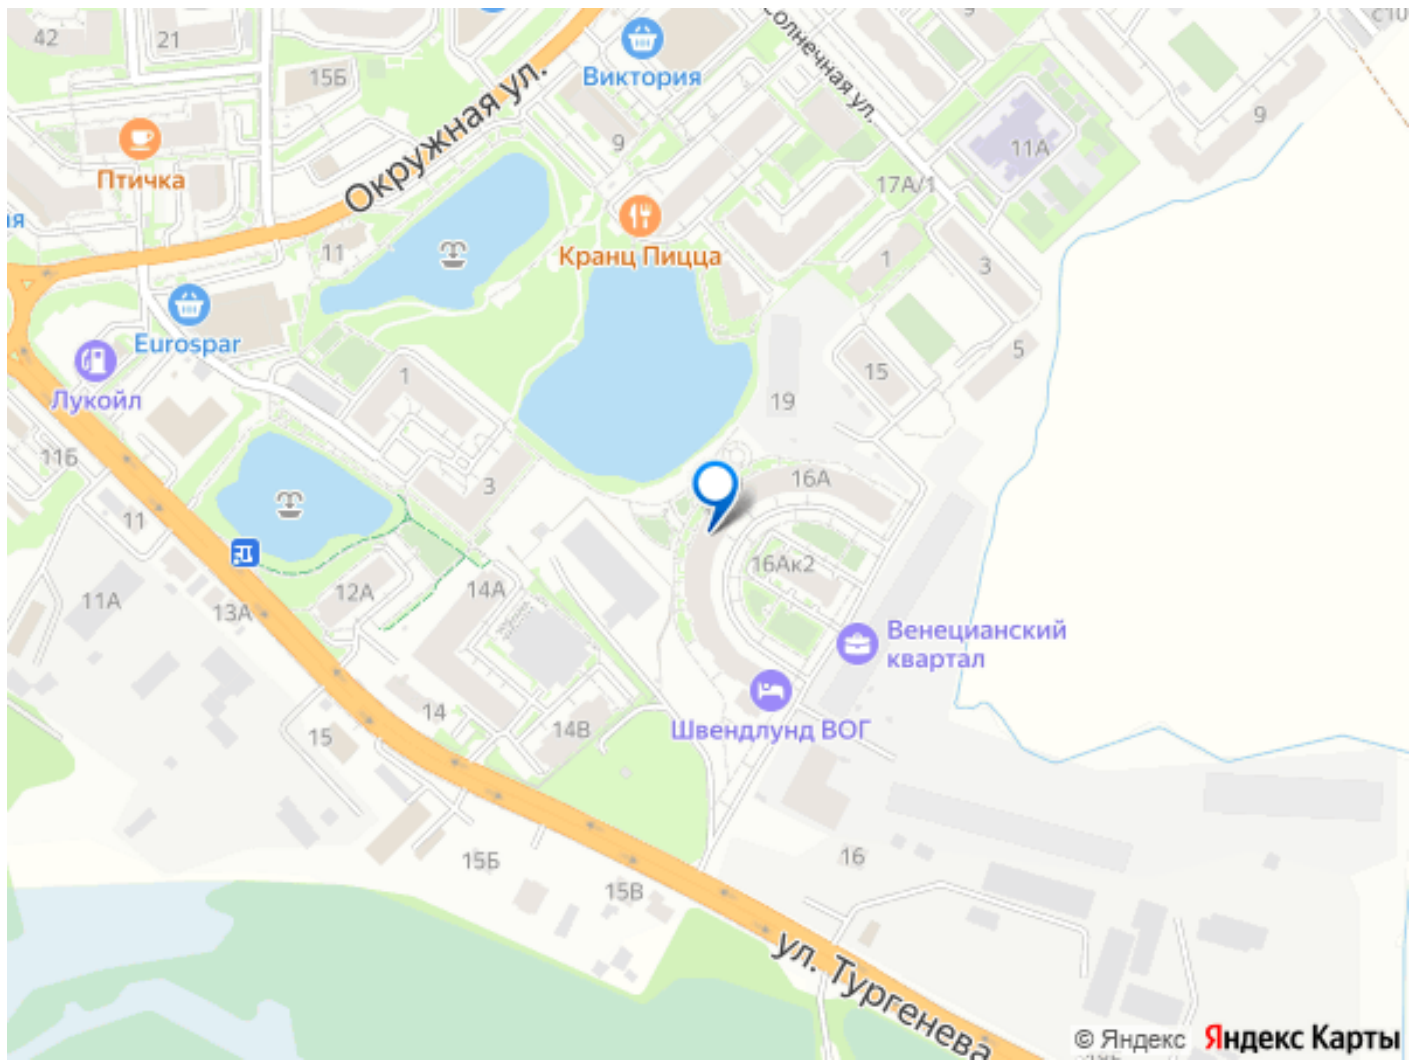 42
21
15Б
Виктория
Солнечная ул.
9
9
11А
Окружная ул.
9
Птичка
17А/1
ая
11
Кранц Пицца
1
3
Eurospar
Лукойл
1
15
5
19
11Б
3
16А
11
16Ак2
11А
13А
12А
14А
Венецианский
квартал
14
14В
15
Швендлунд ВОГ
15Б
15В
16
ул. Тургенева
© Яндекс
Яндекс Карты